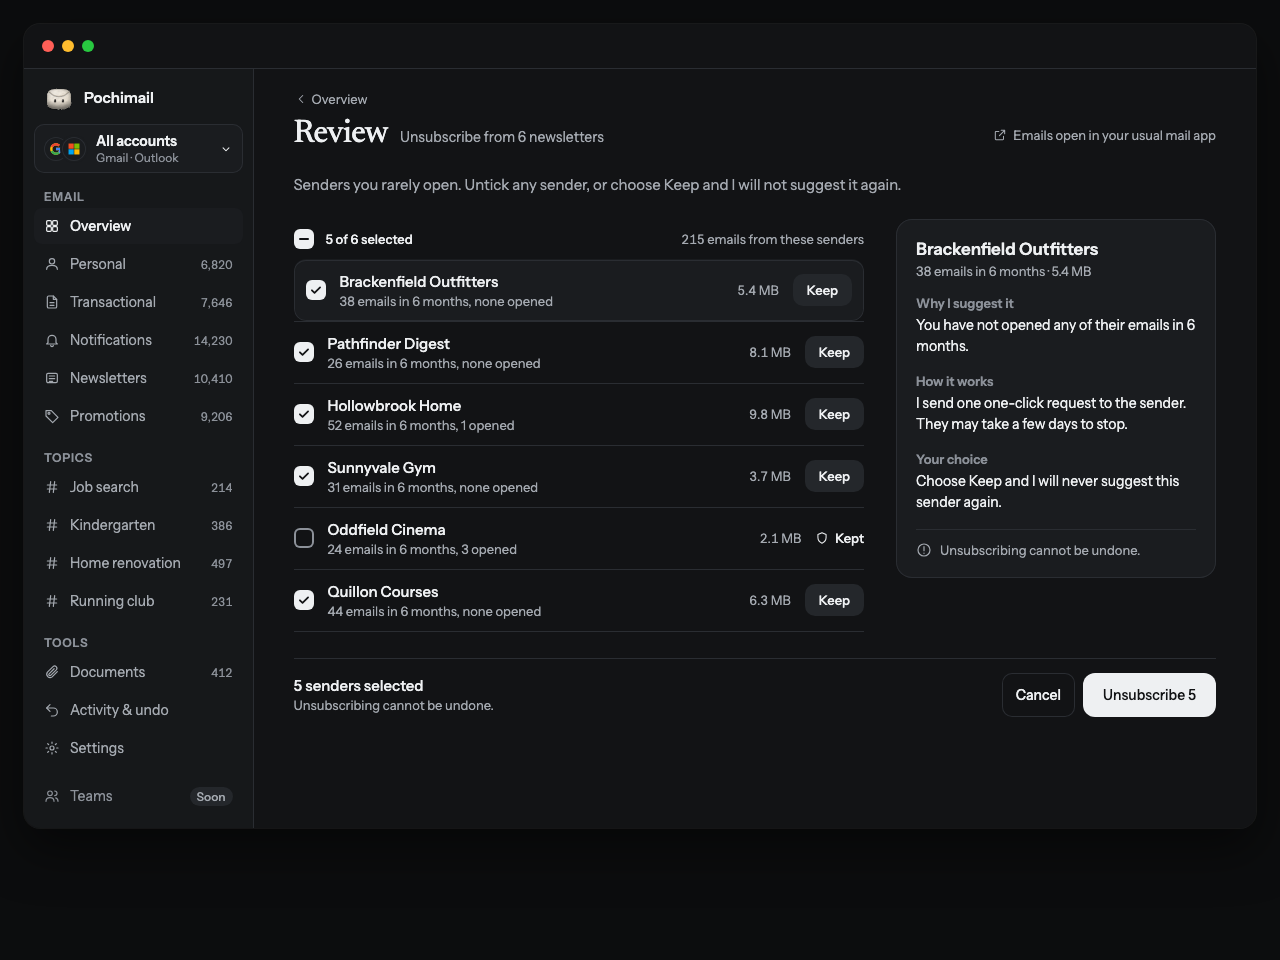 Pochimail
All accounts
Gmail · Outlook
EMAIL
Overview
Personal 6,820
Transactional 7,646
Notifications 14,230
Newsletters 10,410
Promotions 9,206
TOPICS
# Job search 214
# Kindergarten 386
# Home renovation 497
# Running club 231
TOOLS
Documents 412
Activity & undo
Settings
Teams Soon
Overview
Review Unsubscribe from 6 newsletters
Emails open in your usual mail app
Senders you rarely open. Untick any sender, or choose Keep and I will not suggest it again.
5 of 6 selected 215 emails from these senders
Brackenfield Outfitters
38 emails in 6 months, none opened
5.4 MB Keep
Pathfinder Digest
26 emails in 6 months, none opened
8.1 MB Keep
Hollowbrook Home
52 emails in 6 months, 1 opened
9.8 MB Keep
Sunnyvale Gym
31 emails in 6 months, none opened
3.7 MB Keep
Oddfield Cinema
24 emails in 6 months, 3 opened
2.1 MB Kept
Quillon Courses
44 emails in 6 months, none opened
6.3 MB Keep
Brackenfield Outfitters
38 emails in 6 months · 5.4 MB
Why I suggest it
You have not opened any of their emails in 6
months.
How it works
I send one one-click request to the sender.
They may take a few days to stop.
Your choice
Choose Keep and I will never suggest this
sender again.
Unsubscribing cannot be undone.
5 senders selected
Unsubscribing cannot be undone.
Cancel
Unsubscribe 5